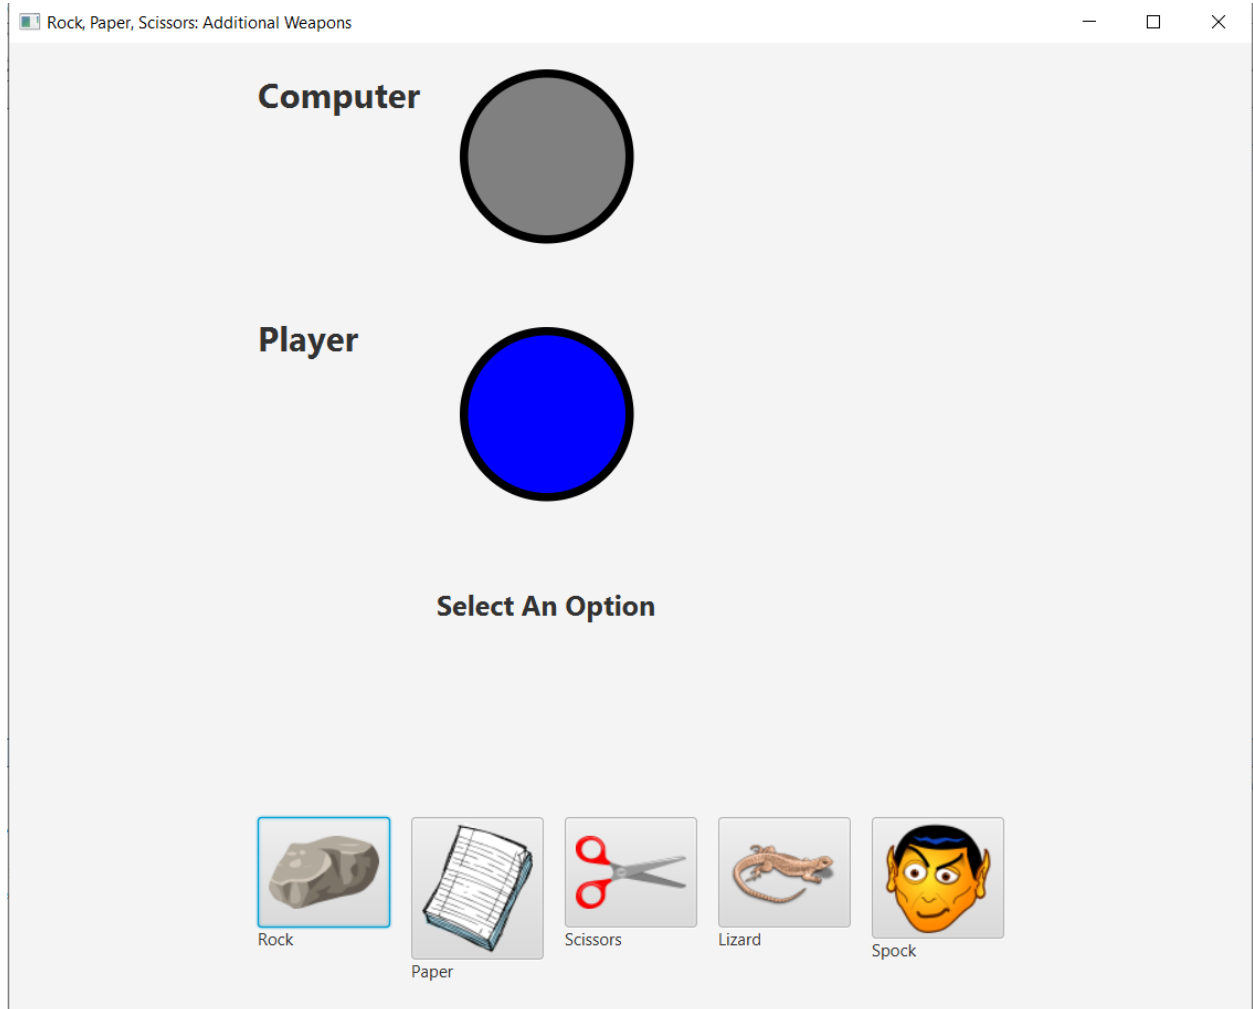 Rock, Paper, Scissors: Additional Weapons
Computer
Player
Select An Option
Rock
Paper
Scissors
Lizard
Spock